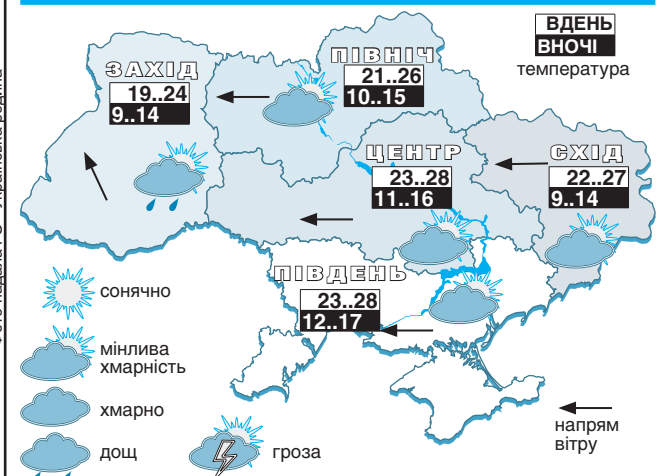 ВДЕНЬ
ВНОЧІ
температура
ПІВНІЧ
21..26
10..15
ЗАХІД
19..24
9..14
ЦЕНТР
23..28
11..16
СХІД
22..27
9..14
ПІВДЕНЬ
23..28
12..17
сонячно
мінлива
хмарність
хмарно
дощ
гроза
напрям
вітру